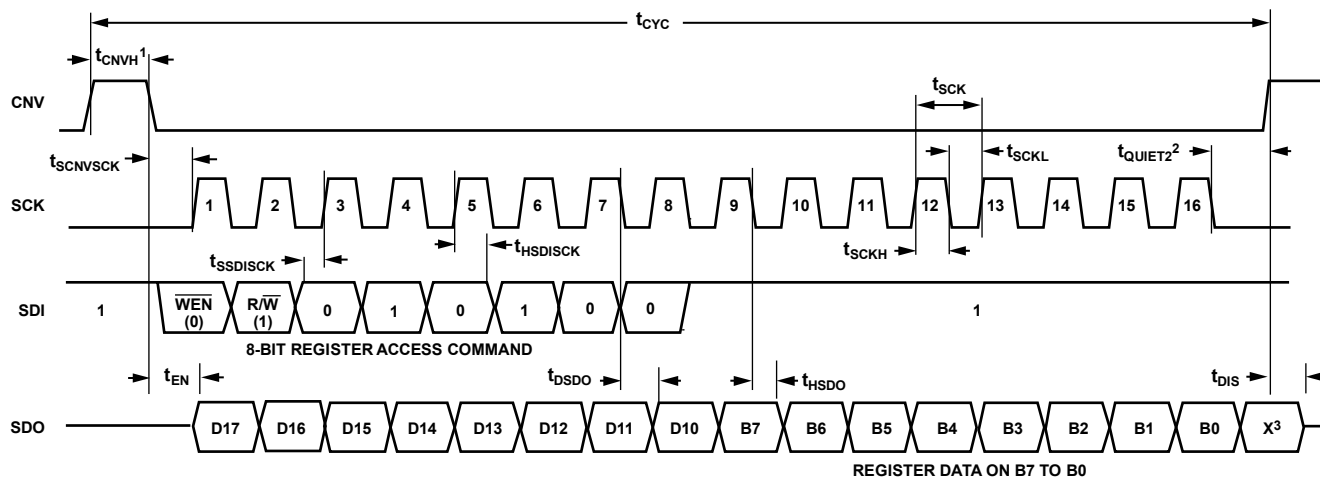 tCYC
tCNVH1
CNV
tSCK
tSCNVSCK
tSCKL
tQUIET22
SCK
1 2 3 4 5 6 7 8 9 10 11 12 13 14 15 16
tSSDISCK
tHSDISCK
tSCKH
SDI
1
WEN (0)
R/W (1)
0 1 0 1 0 0
1
8-BIT REGISTER ACCESS COMMAND
tEN
tDSDO
tHSDO
tDIS
SDO
D17 D16 D15 D14 D13 D12 D11 D10 B7 B6 B5 B4 B3 B2 B1 B0 X3
REGISTER DATA ON B7 TO B0